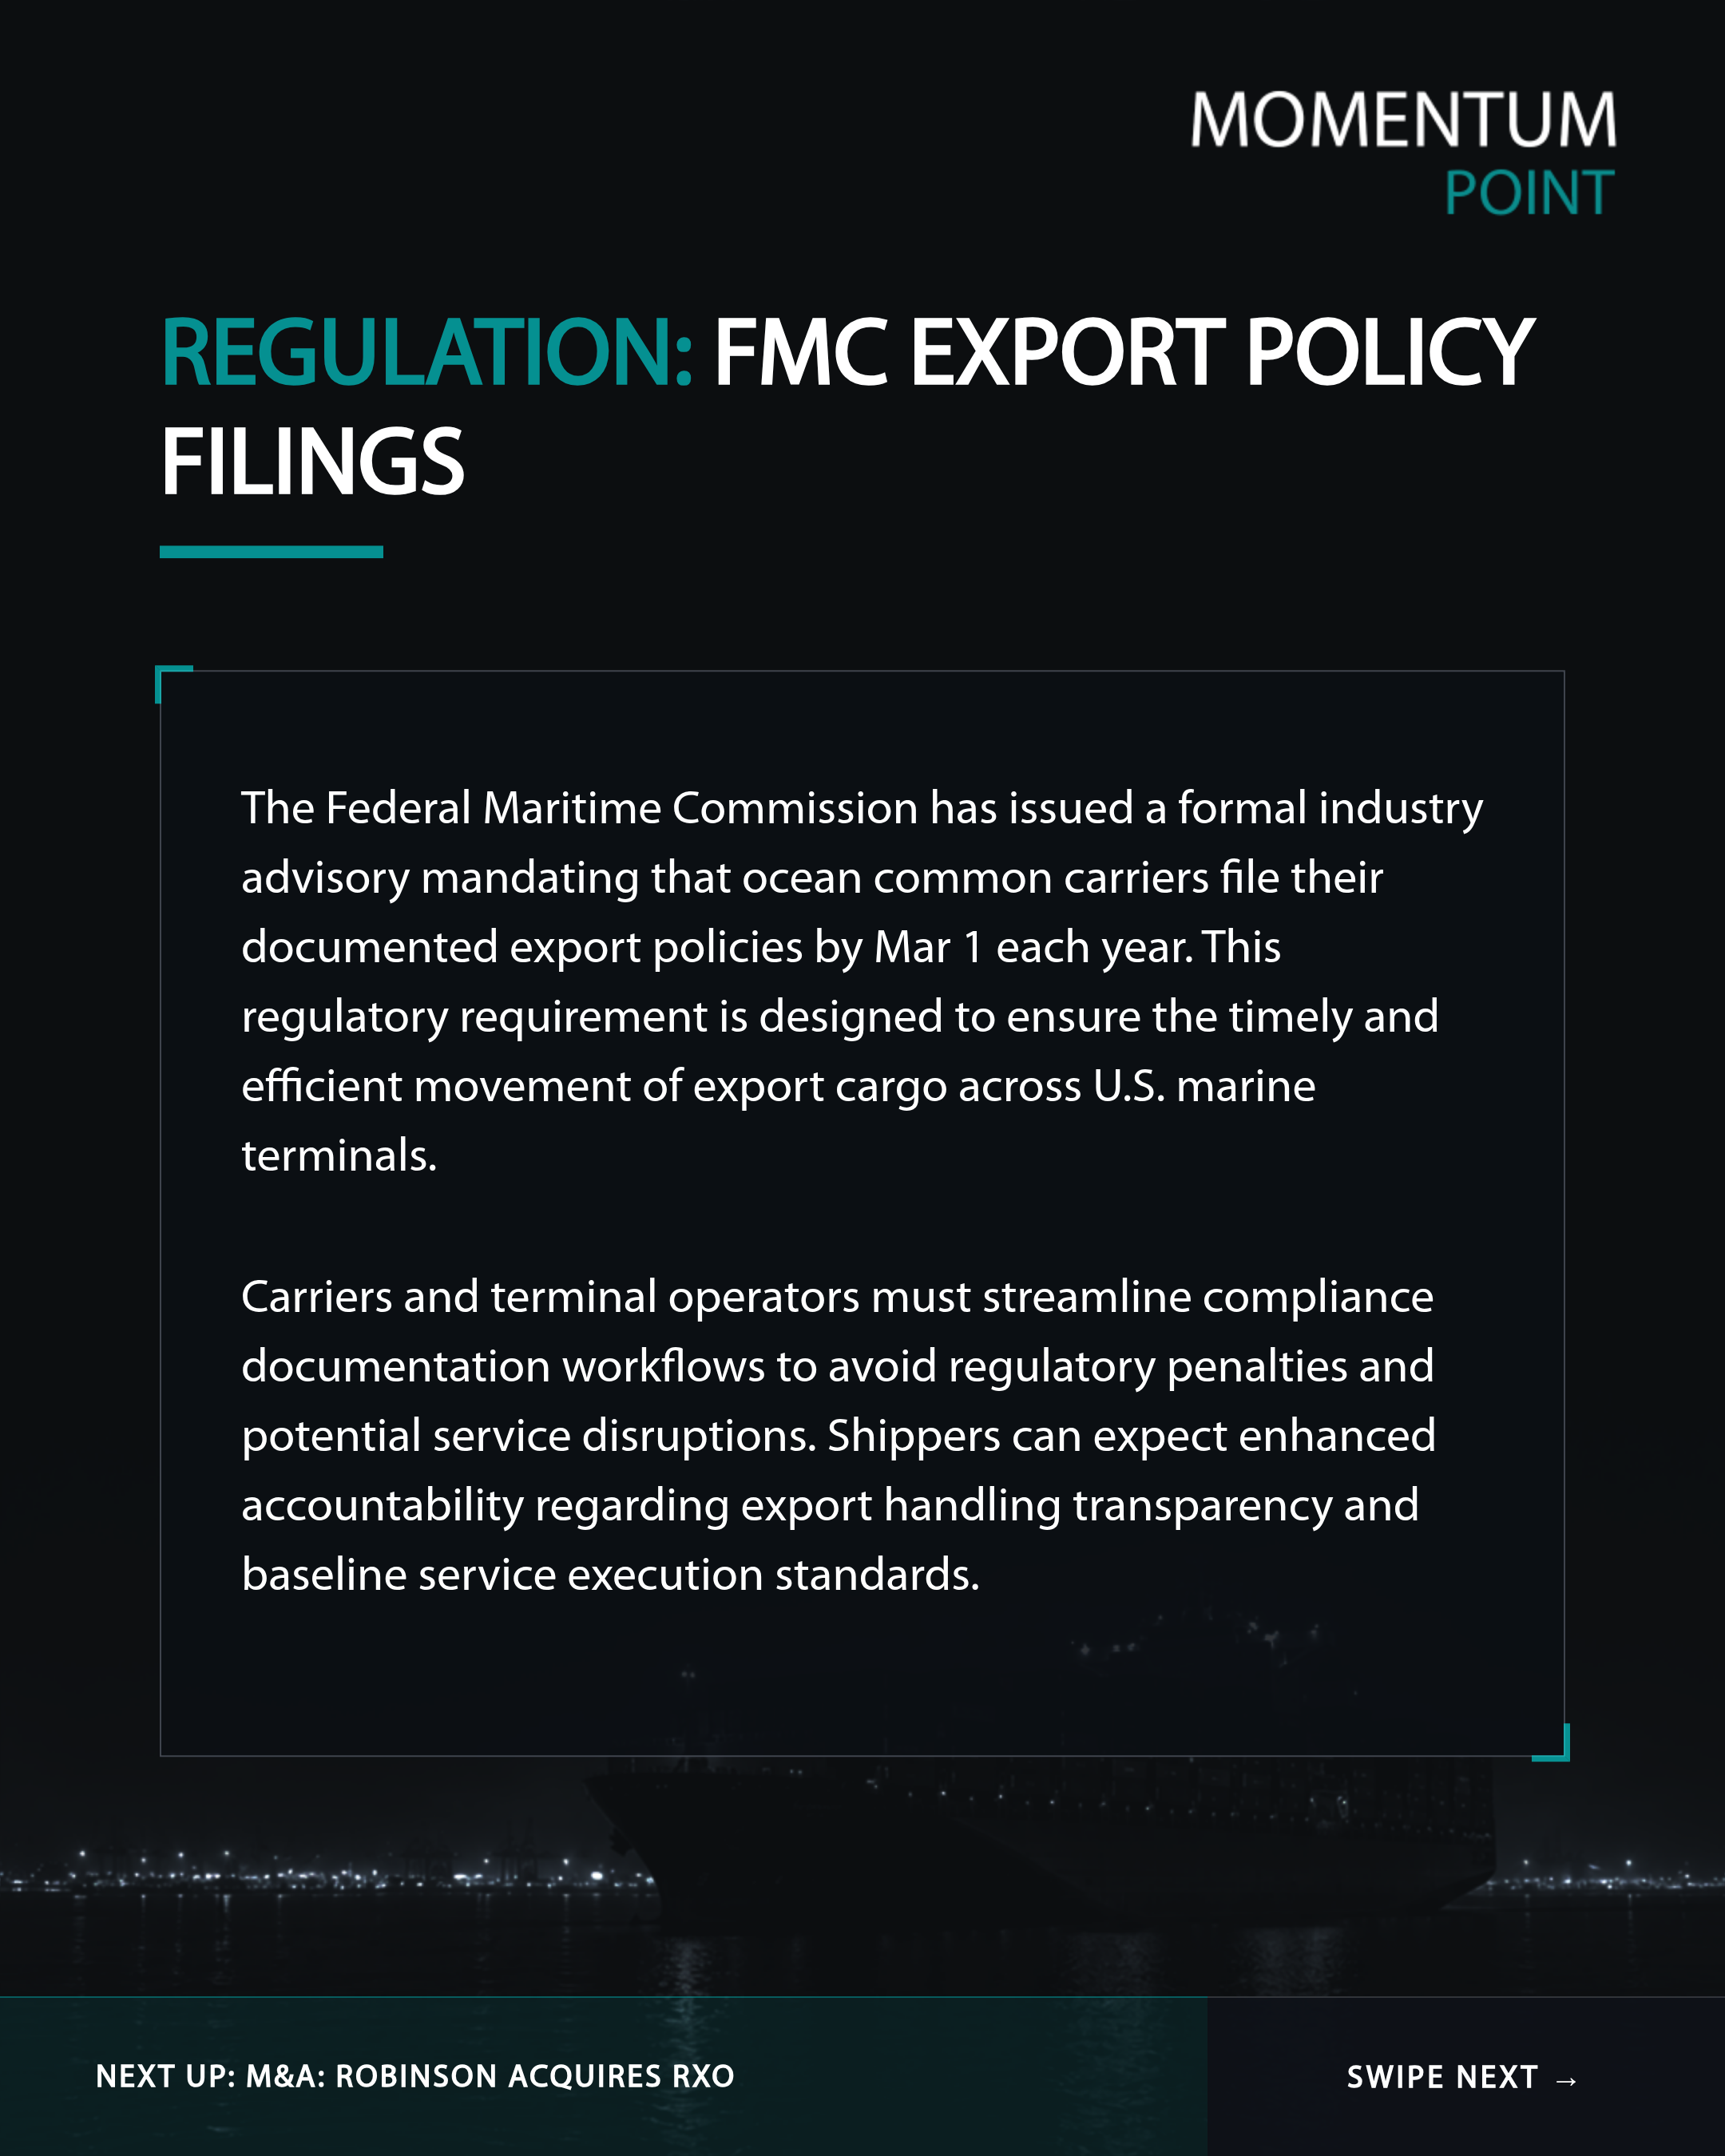 MOMENTUM
POINT
REGULATION: FMC EXPORT POLICY
FILINGS
The Federal Maritime Commission has issued a formal industry
advisory mandating that ocean common carriers file their
documented export policies by Mar 1 each year. This
regulatory requirement is designed to ensure the timely and
efficient movement of export cargo across U.S. marine
terminals.
Carriers and terminal operators must streamline compliance
documentation workflows to avoid regulatory penalties and
potential service disruptions. Shippers can expect enhanced
accountability regarding export handling transparency and
baseline service execution standards.
NEXT UP: M&A: ROBINSON ACQUIRES RXO
SWIPE NEXT →